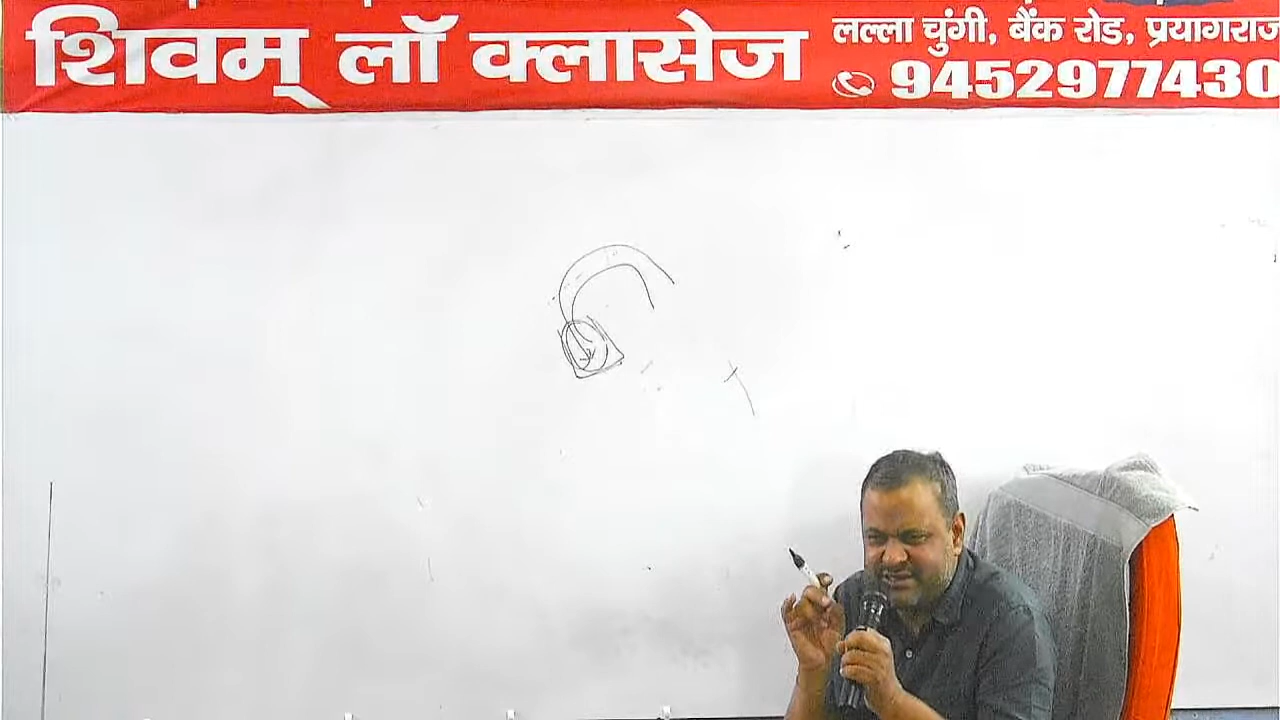 शिवम् लॉ क्लासेज
लल्ला चुंगी, बैंक रोड, प्रयागराज
9452977430